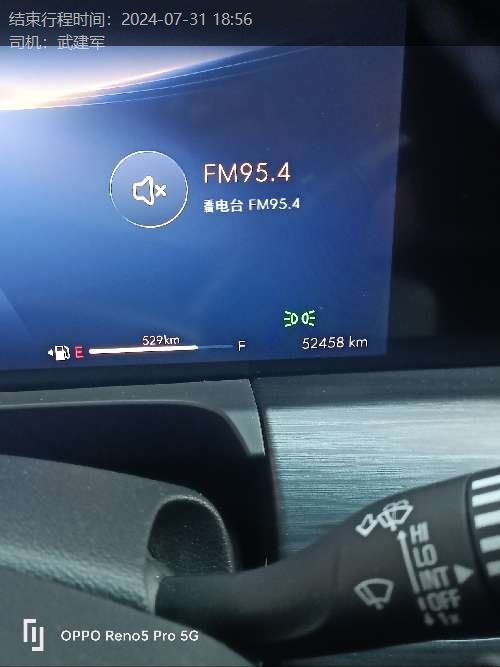 结束行程时间：2024-07-31 18:56
司机：武建军
FM95.4
电台 FM95.4
529km
E
F
52458 km
HI
LO
INT
OFF
1x
OPPO Reno5 Pro 5G